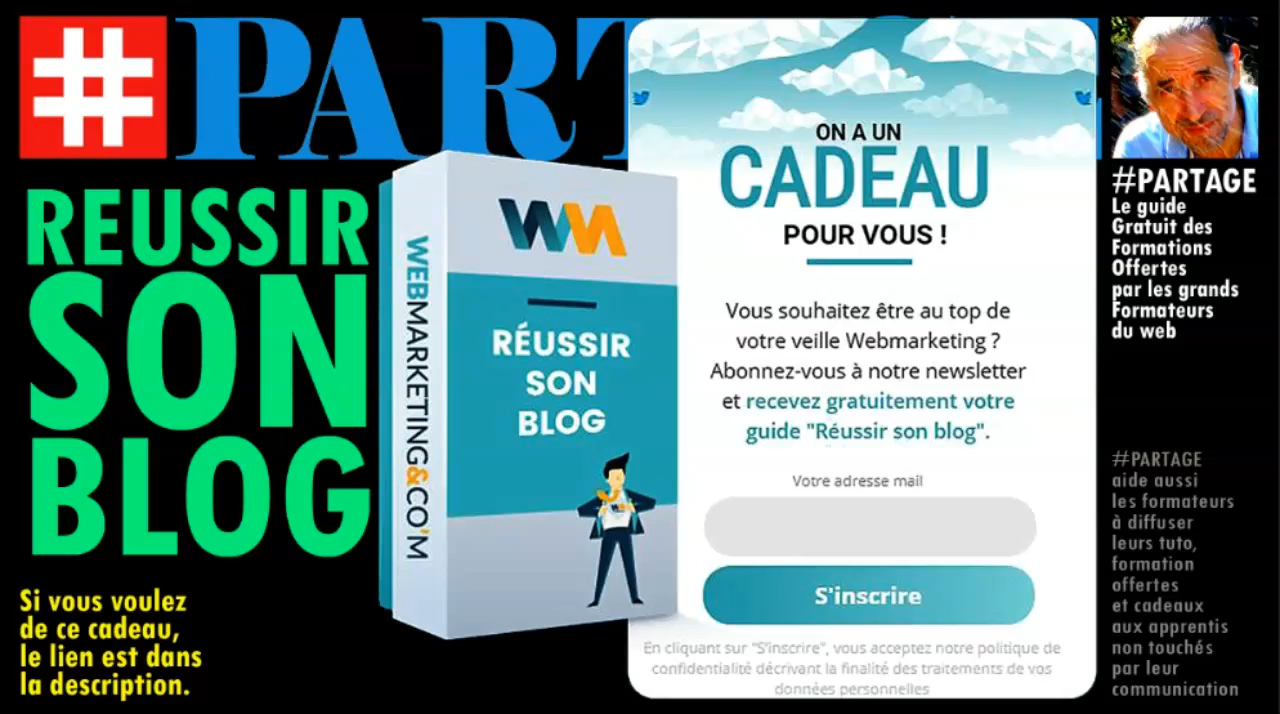 #PART
REUSSIR
SON
BLOG
Si vous voulez
de ce cadeau,
le lien est dans
la description.
WEBMARKETING&CO'M
WM
RÉUSSIR
SON
BLOG
ON A UN
CADEAU
POUR VOUS !
Vous souhaitez être au top de
votre veille Webmarketing ?
Abonnez-vous à notre newsletter
et recevez gratuitement votre
guide "Réussir son blog".
Votre adresse mail
S'inscrire
En cliquant sur "S'inscrire", vous acceptez notre politique de
confidentialité décrivant la finalité des traitements de vos
données personnelles
#PARTAGE
Le guide
Gratuit des
Formations
Offertes
par les grands
Formateurs
du web
#PARTAGE
aide aussi
les formateurs
à diffuser
leurs tuto,
formation
offertes
et cadeaux
aux apprentis
non touchés
par leur
communication